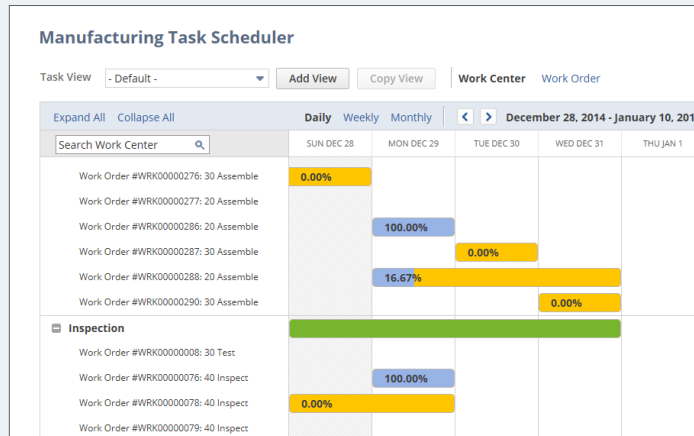 Manufacturing Task Scheduler
Task View - Default - Add View Copy View Work Center Work Order
Expand All Collapse All Daily Weekly Monthly December 28, 2014 - January 10, 201
Search Work Center SUN DEC 28 MON DEC 29 TUE DEC 30 WED DEC 31 THU JAN 1
Work Order #WRK00000276: 30 Assemble 0.00%
Work Order #WRK00000277: 20 Assemble
Work Order #WRK00000286: 20 Assemble 100.00%
Work Order #WRK00000287: 30 Assemble 0.00%
Work Order #WRK00000288: 20 Assemble 16.67%
Work Order #WRK00000290: 30 Assemble 0.00%
Inspection
Work Order #WRK00000008: 30 Test
Work Order #WRK00000076: 40 Inspect 100.00%
Work Order #WRK00000078: 40 Inspect 0.00%
Work Order #WRK00000079: 40 Inspect